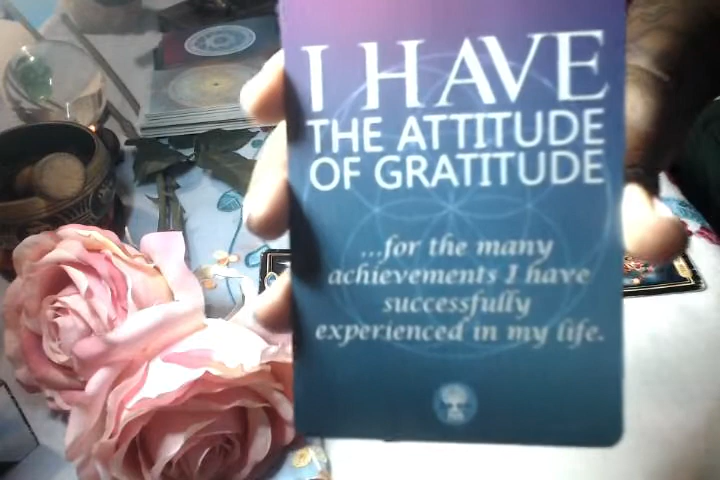 I HAVE
THE ATTITUDE
OF GRATITUDE
...for the many
achievements I have
successfully
experienced in my life.